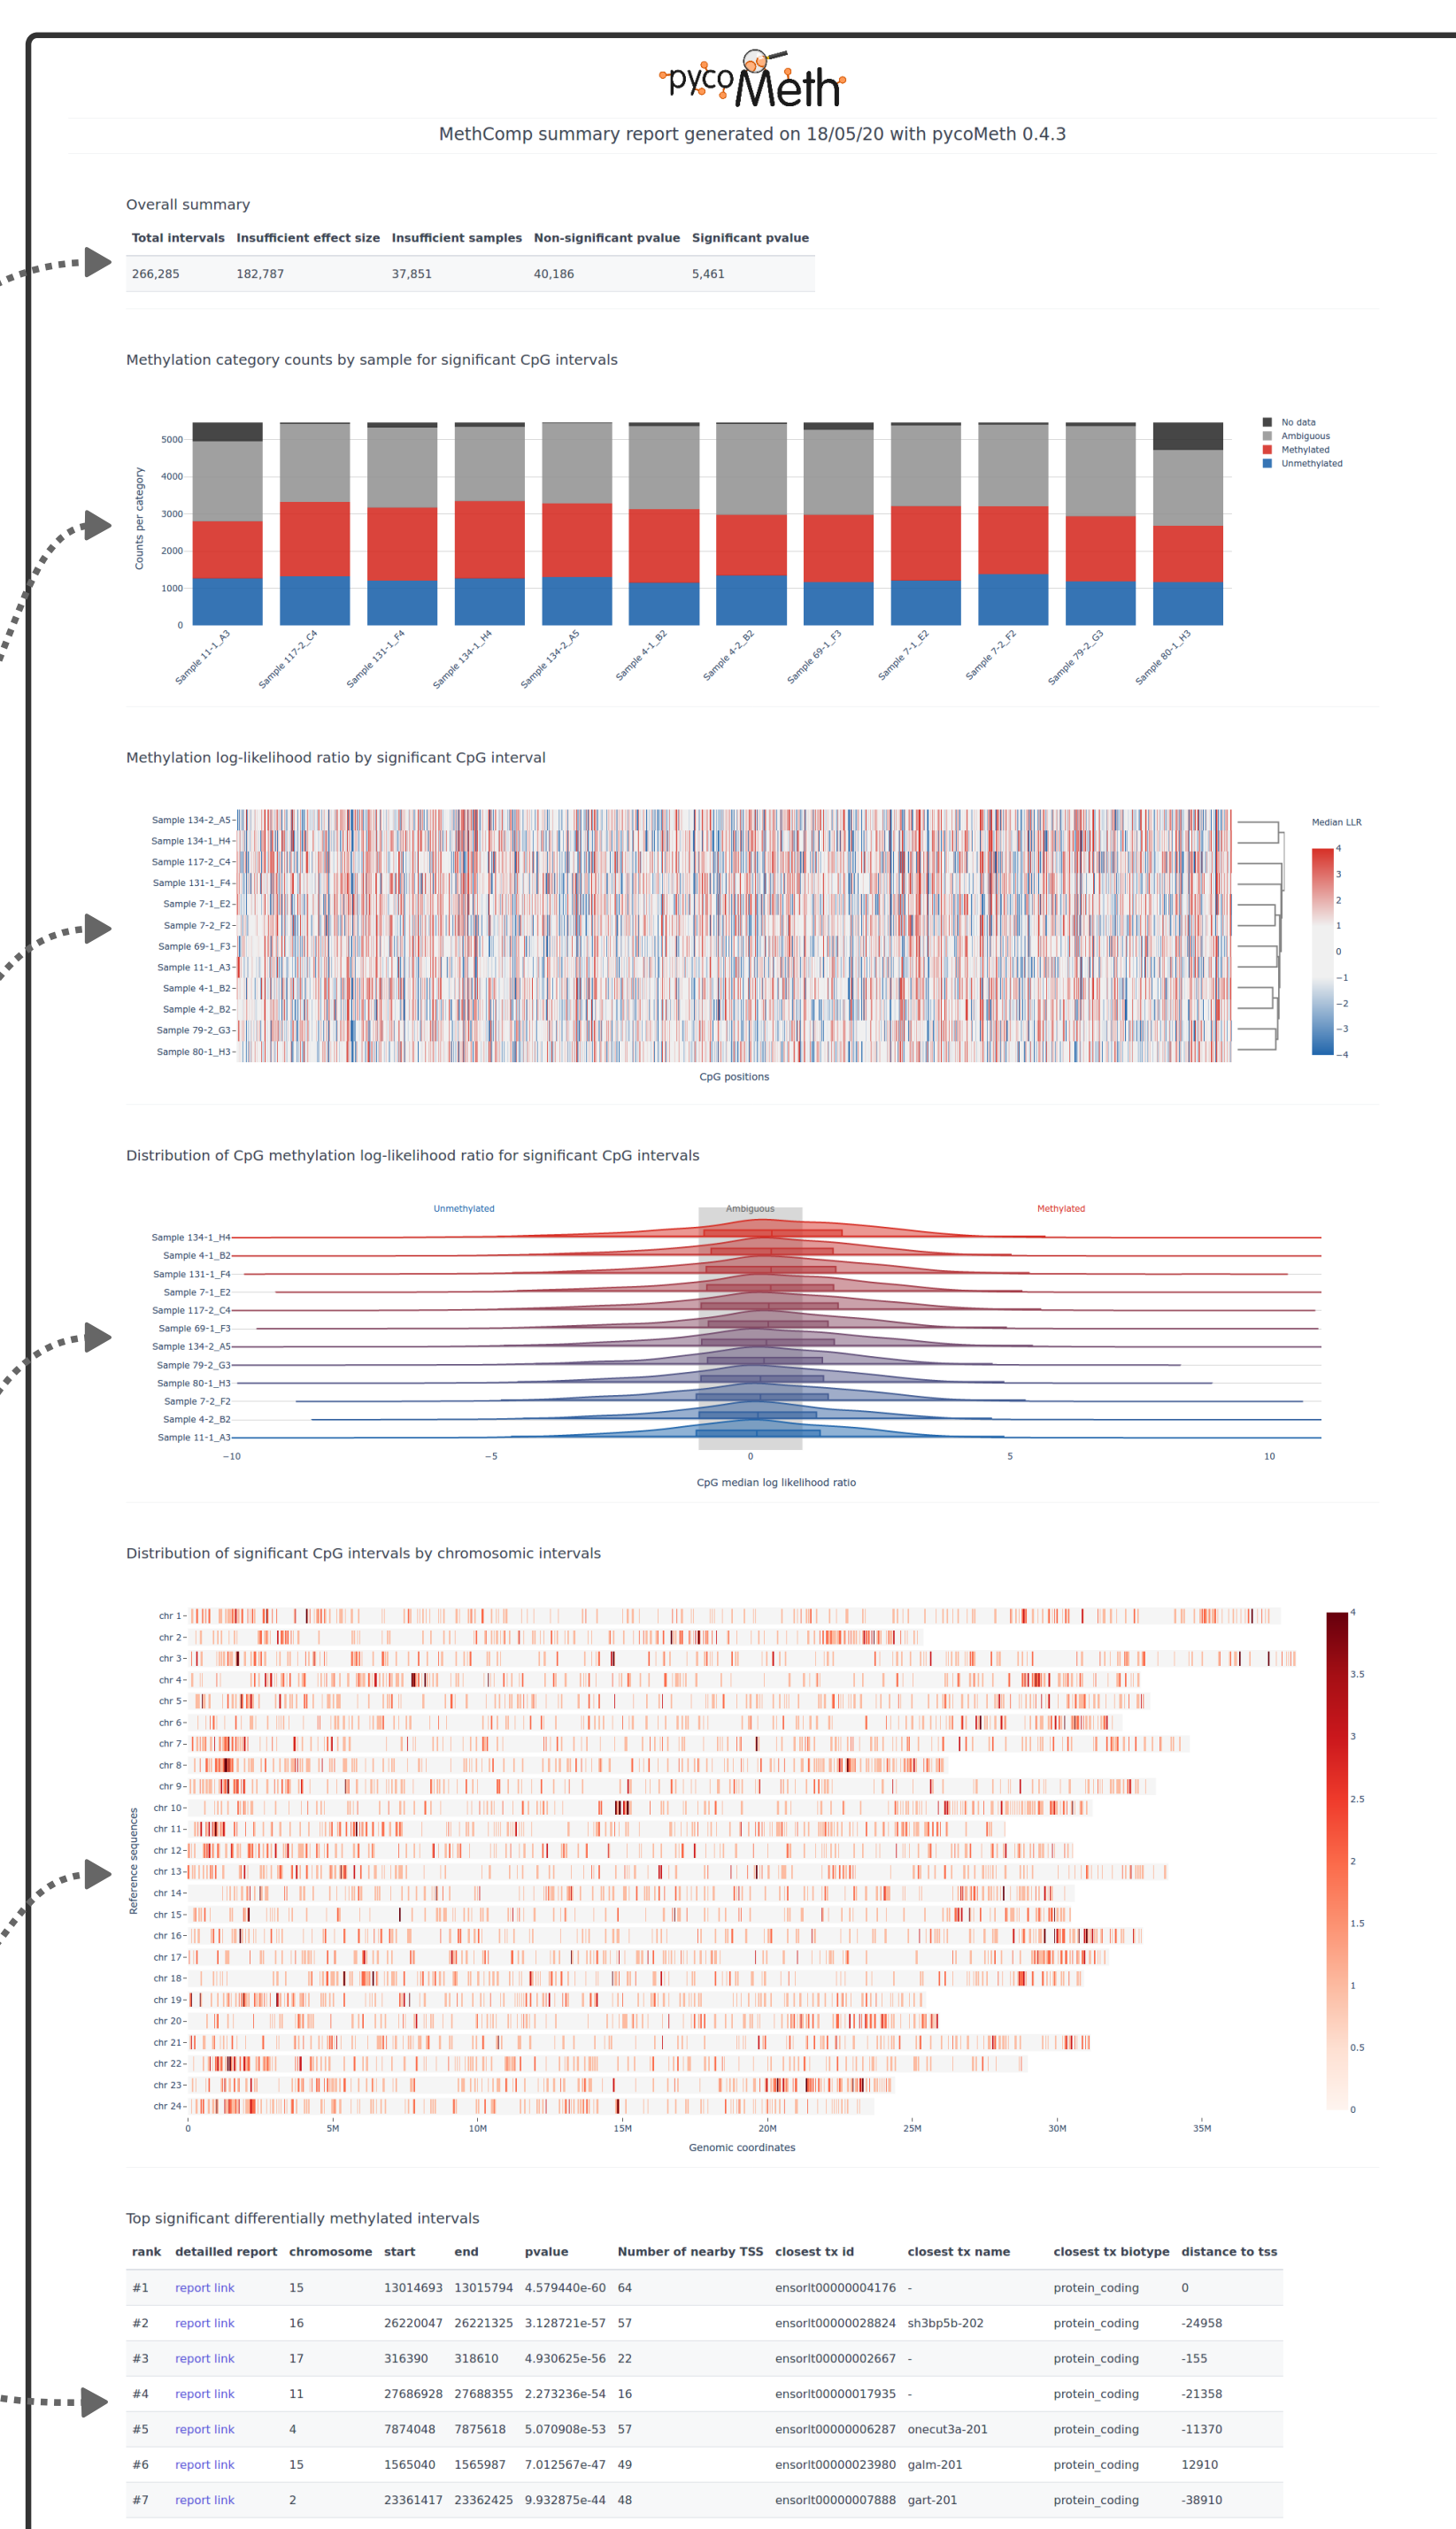 pycoMeth
MethComp summary report generated on 18/05/20 with pycoMeth 0.4.3
Overall summary
Total intervals Insufficient effect size Insufficient samples Non-significant pvalue Significant pvalue
266,285 182,787 37,851 40,186 5,461
Methylation category counts by sample for significant CpG intervals
No data
Ambiguous
Methylated
Unmethylated
Counts per category
5000
4000
3000
2000
1000
0
Sample 11-1_A3 Sample 117-2_C4 Sample 131-1_F4 Sample 134-1_H4 Sample 134-2_A5 Sample 4-1_B2 Sample 4-2_B2 Sample 69-1_F3 Sample 7-1_E2 Sample 7-2_F2 Sample 79-2_G3 Sample 80-1_H3
Methylation log-likelihood ratio by significant CpG interval
Sample 134-2_A5
Sample 134-1_H4
Sample 117-2_C4
Sample 131-1_F4
Sample 7-1_E2
Sample 7-2_F2
Sample 69-1_F3
Sample 11-1_A3
Sample 4-1_B2
Sample 4-2_B2
Sample 79-2_G3
Sample 80-1_H3
CpG positions
Median LLR
4
3
2
1
0
−1
−2
−3
−4
Distribution of CpG methylation log-likelihood ratio for significant CpG intervals
Unmethylated Ambiguous Methylated
Sample 134-1_H4
Sample 4-1_B2
Sample 131-1_F4
Sample 7-1_E2
Sample 117-2_C4
Sample 69-1_F3
Sample 134-2_A5
Sample 79-2_G3
Sample 80-1_H3
Sample 7-2_F2
Sample 4-2_B2
Sample 11-1_A3
−10 −5 0 5 10
CpG median log likelihood ratio
Distribution of significant CpG intervals by chromosomic intervals
Reference sequences
chr 1
chr 2
chr 3
chr 4
chr 5
chr 6
chr 7
chr 8
chr 9
chr 10
chr 11
chr 12
chr 13
chr 14
chr 15
chr 16
chr 17
chr 18
chr 19
chr 20
chr 21
chr 22
chr 23
chr 24
0 5M 10M 15M 20M 25M 30M 35M
Genomic coordinates
4
3.5
3
2.5
2
1.5
1
0.5
0
Top significant differentially methylated intervals
rank detailled report chromosome start end pvalue Number of nearby TSS closest tx id closest tx name closest tx biotype distance to tss
#1 report link 15 13014693 13015794 4.579440e-60 64 ensorlt00000004176 - protein_coding 0
#2 report link 16 26220047 26221325 3.128721e-57 57 ensorlt00000028824 sh3bp5b-202 protein_coding -24958
#3 report link 17 316390 318610 4.930625e-56 22 ensorlt00000002667 - protein_coding -155
#4 report link 11 27686928 27688355 2.273236e-54 16 ensorlt00000017935 - protein_coding -21358
#5 report link 4 7874048 7875618 5.070908e-53 57 ensorlt00000006287 onecut3a-201 protein_coding -11370
#6 report link 15 1565040 1565987 7.012567e-47 49 ensorlt00000023980 galm-201 protein_coding 12910
#7 report link 2 23361417 23362425 9.932875e-44 48 ensorlt00000007888 gart-201 protein_coding -38910